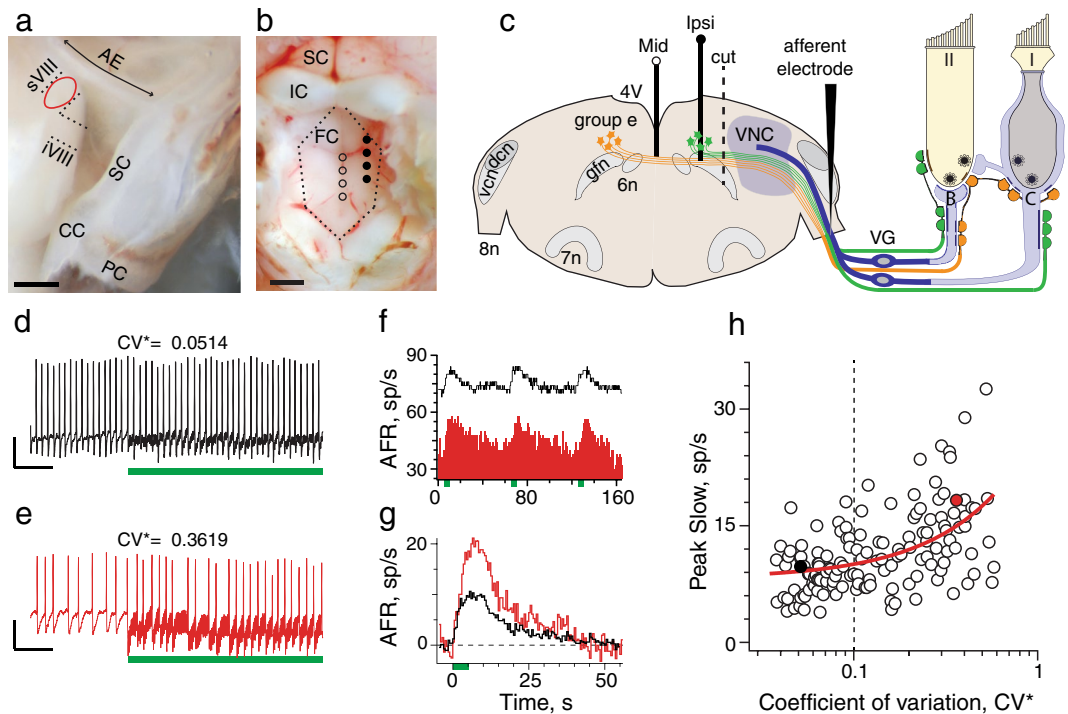 a
AE
sVIII
iVIII
SC
CC
PC
b
SC
IC
FC
c
Mid
Ipsi
cut
4V
afferent
electrode
group e
VNC
dcn
vcn
gfn
6n
7n
8n
VG
II
I
B
C
d
CV*= 0.0514
e
CV*= 0.3619
f
AFR, sp/s
90
60
30
0 80 160
g
AFR, sp/s
20
0
0 25 50
Time, s
h
Peak Slow, sp/s
30
15
0
0.1 1
Coefficient of variation, CV*